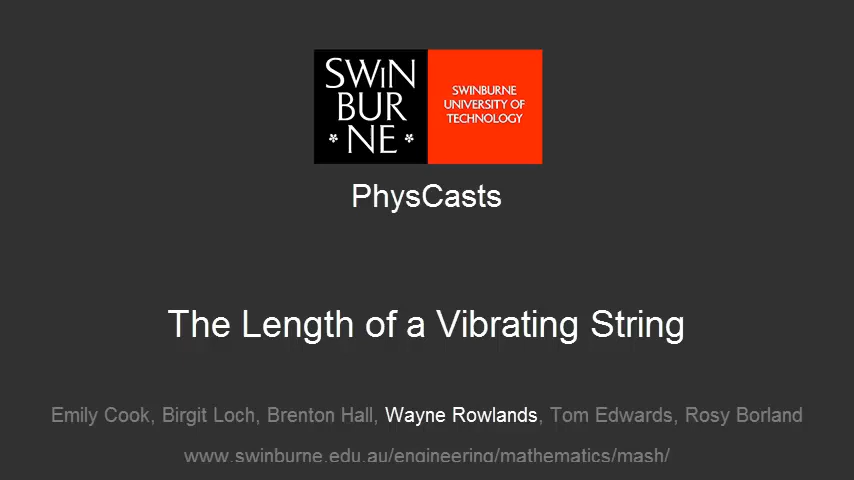 SWIN
BUR
NE
SWINBURNE
UNIVERSITY OF
TECHNOLOGY
PhysCasts
The Length of a Vibrating String
Emily Cook, Birgit Loch, Brenton Hall, Wayne Rowlands, Tom Edwards, Rosy Borland
www.swinburne.edu.au/engineering/mathematics/mash/